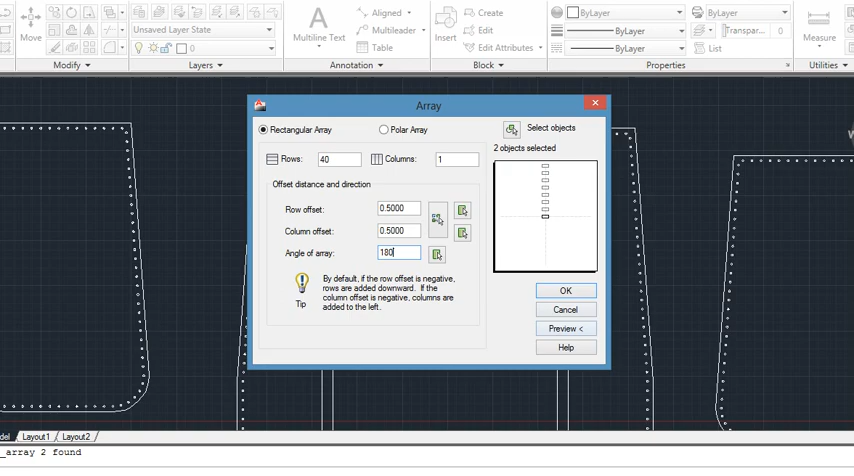 Move
Unsaved Layer State
0
Modify
Layers
A
Multiline Text
Aligned
Multileader
Table
Annotation
Insert
Create
Edit
Edit Attributes
Block
ByLayer
ByLayer
ByLayer
ByLayer
Transpar...
0
List
Properties
Measure
Utilities
Array
Rectangular Array
Polar Array
Select objects
Rows:
40
Columns:
1
2 objects selected
Offset distance and direction
Row offset:
0.5000
Column offset:
0.5000
Angle of array:
180
Tip
By default, if the row offset is negative,
rows are added downward. If the
column offset is negative, columns are
added to the left.
OK
Cancel
Preview <
Help
del
Layout1
Layout2
_array 2 found